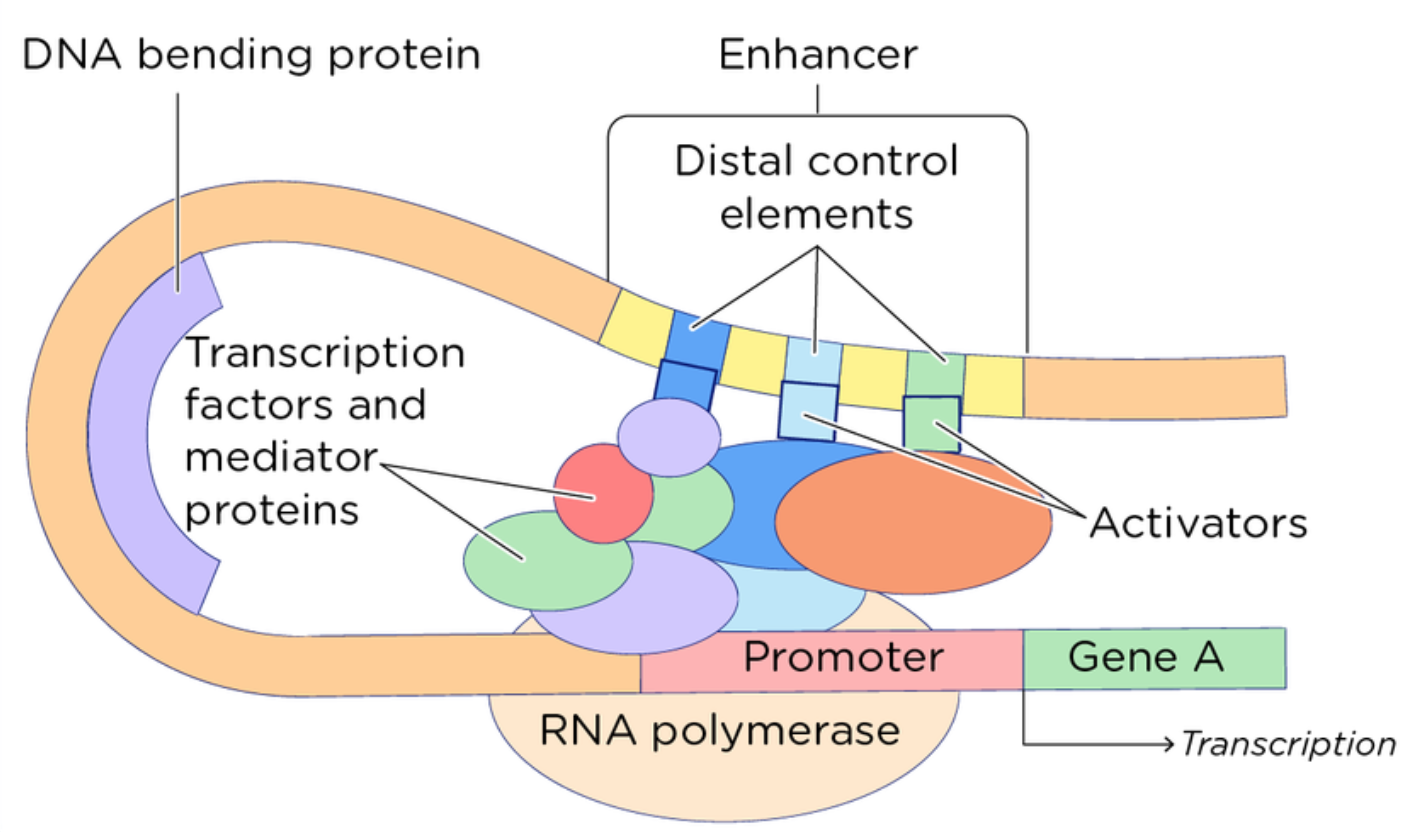 DNA bending protein
Enhancer
Distal control
elements
Transcription
factors and
mediator
proteins
Activators
Promoter
Gene A
RNA polymerase
Transcription